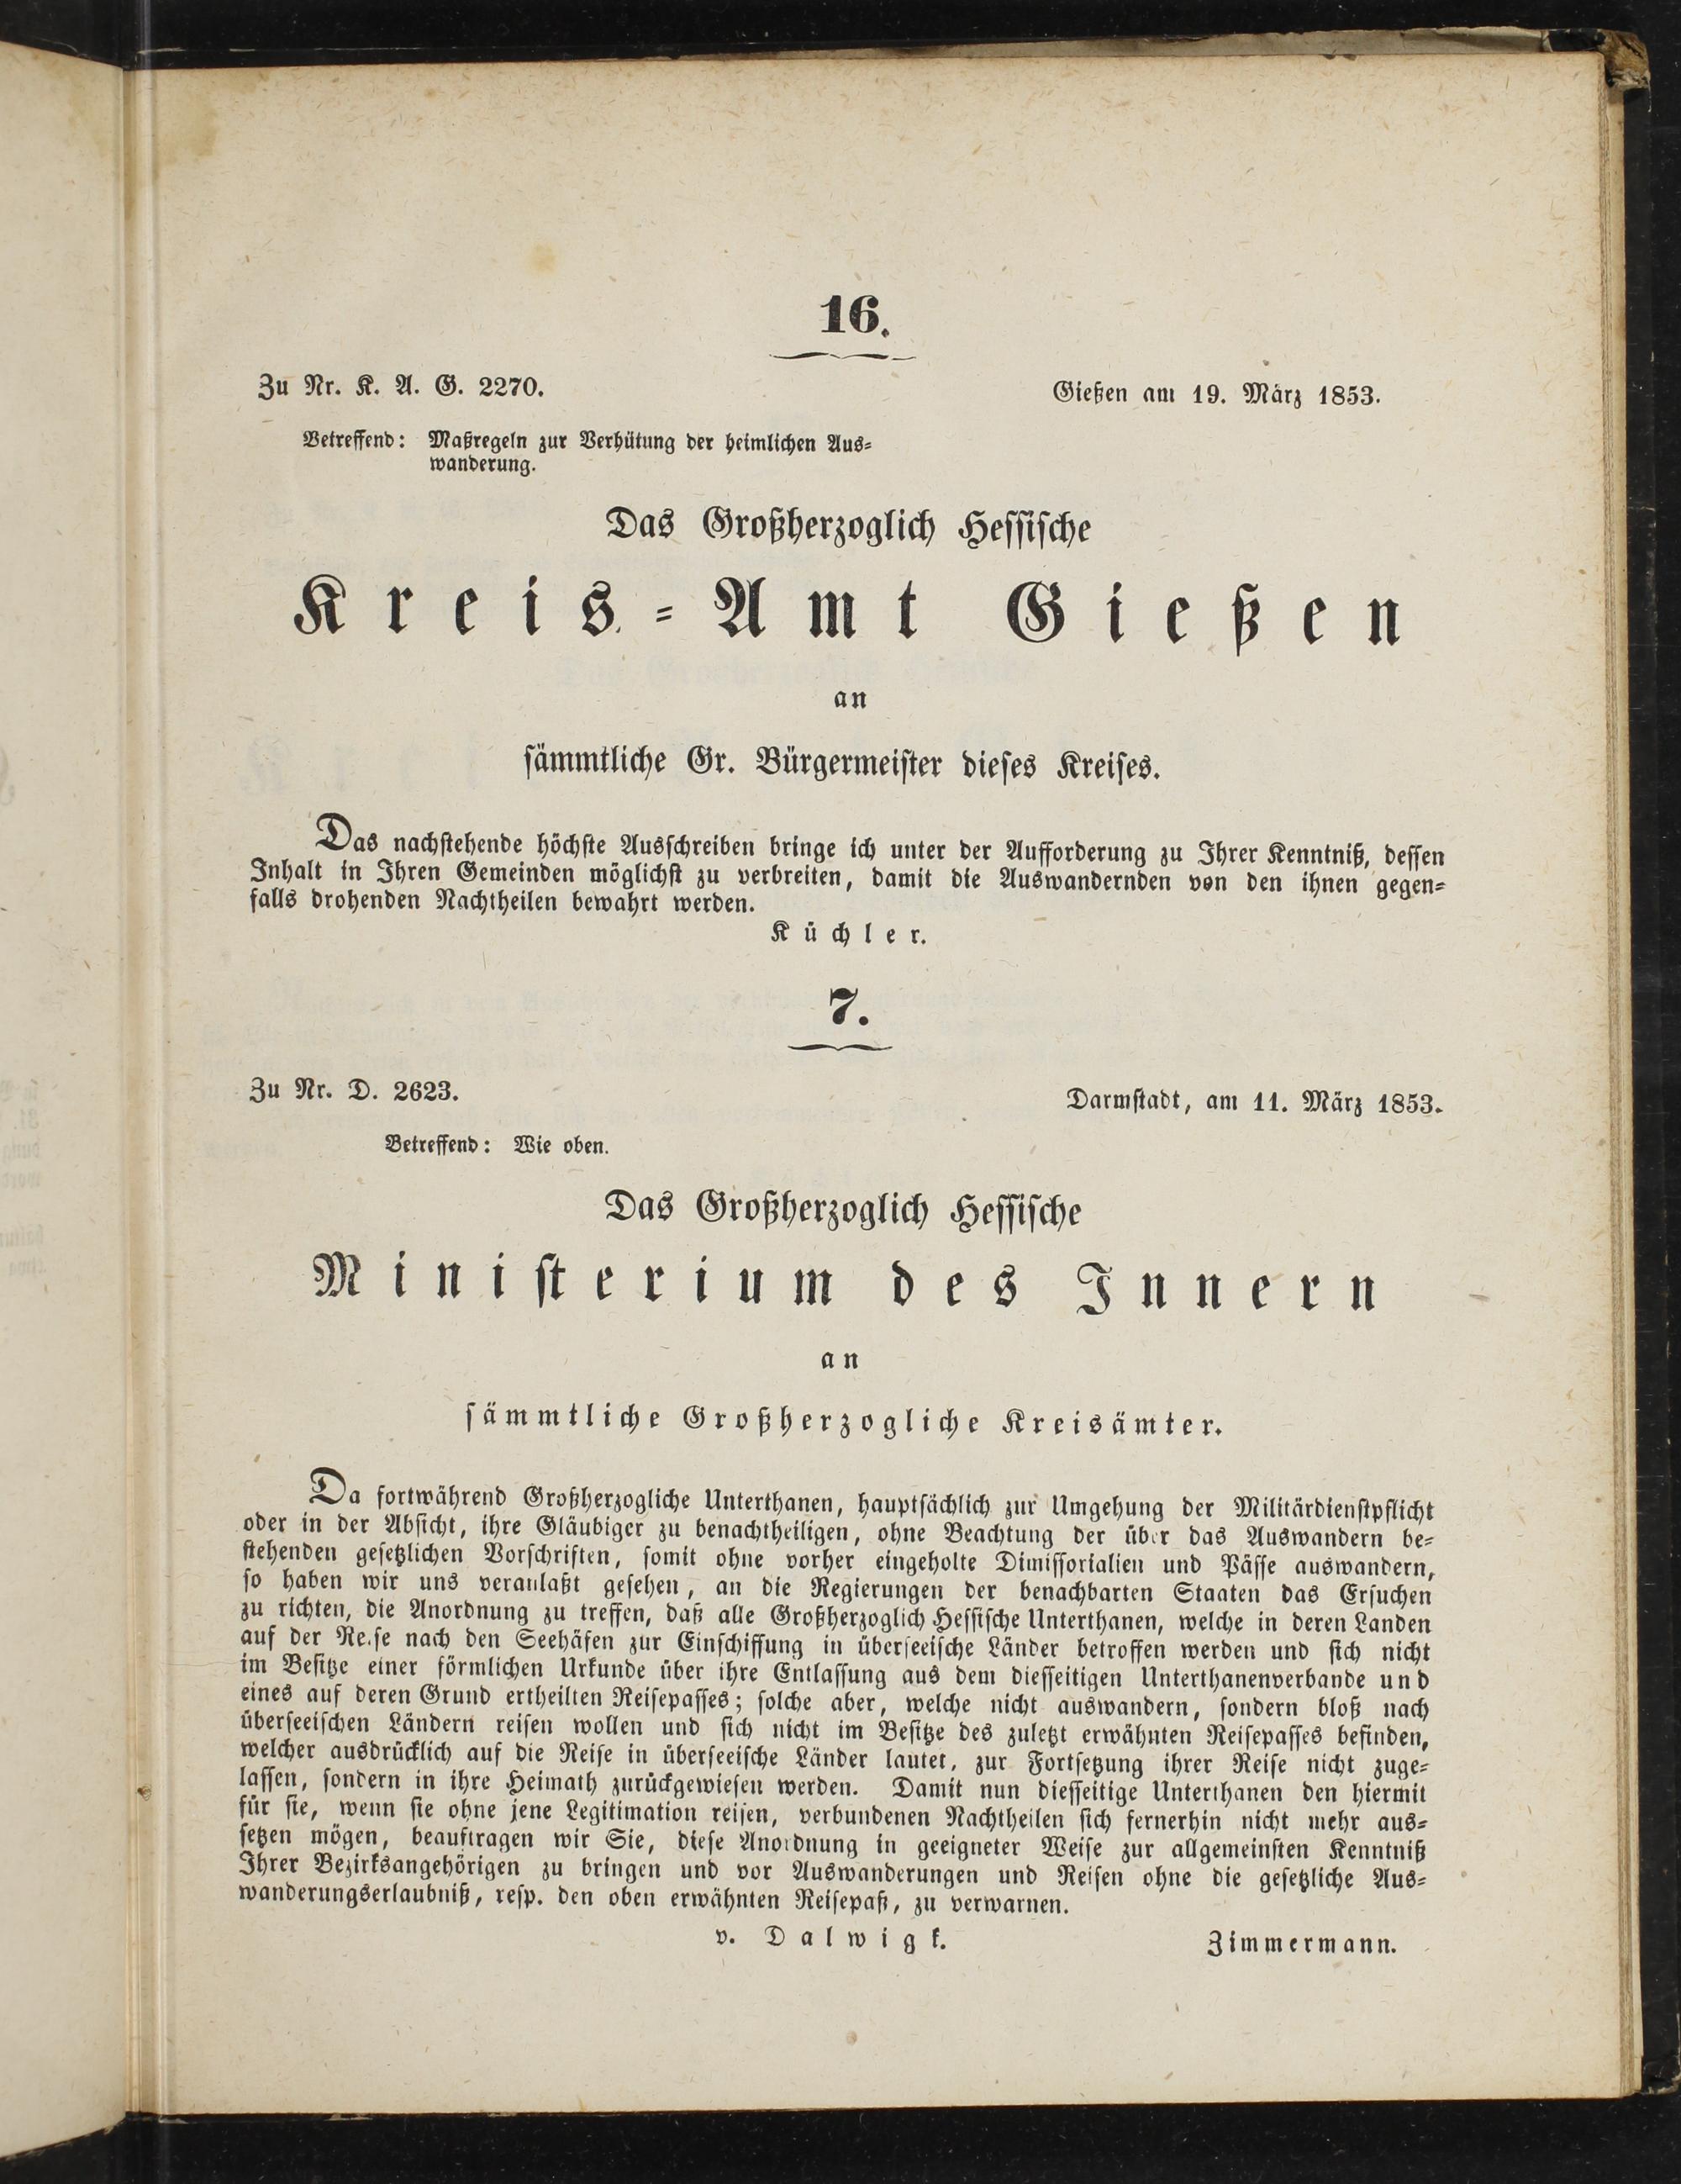 16.
Zu Nr. K. A. G. 2270.
Gießen am 19. März 1853.
Betreffend: Maßregeln zur Verhütung der heimlichen Aus-
wanderung.
Das Großherzoglich Hessische
Kreis-Amt Gießen
an
sämmtliche Gr. Bürgermeister dieses Kreises.
Das nachstehende höchste Ausschreiben bringe ich unter der Aufforderung zu Ihrer Kenntniß, dessen
Inhalt in Ihren Gemeinden möglichst zu verbreiten, damit die Auswandernden von den ihnen gegen-
falls drohenden Nachtheilen bewahrt werden.
Küchler.
7.
Zu Nr. D. 2623.
Darmstadt, am 11. März 1853.
Betreffend: Wie oben.
Das Großherzoglich Hessische
Ministerium des Innern
an
sämmtliche Großherzogliche Kreisämter.
Da fortwährend Großherzogliche Unterthanen, hauptsächlich zur Umgehung der Militärdienstpflicht
oder in der Absicht, ihre Gläubiger zu benachtheiligen, ohne Beachtung der über das Auswandern be-
stehenden gesetzlichen Vorschriften, somit ohne vorher eingeholte Dimissorialien und Pässe auswandern,
so haben wir uns veranlaßt gesehen, an die Regierungen der benachbarten Staaten das Ersuchen
zu richten, die Anordnung zu treffen, daß alle Großherzoglich Hessische Unterthanen, welche in deren Landen
auf der Reise nach den Seehäfen zur Einschiffung in überseeische Länder betroffen werden und sich nicht
im Besitze einer förmlichen Urkunde über ihre Entlassung aus dem diesseitigen Unterthanenverbande und
eines auf deren Grund ertheilten Reisepasses; solche aber, welche nicht auswandern, sondern bloß nach
überseeischen Ländern reisen wollen und sich nicht im Besitze des zuletzt erwähnten Reisepasses befinden,
welcher ausdrücklich auf die Reise in überseeische Länder lautet, zur Fortsetzung ihrer Reise nicht zuge-
lassen, sondern in ihre Heimath zurückgewiesen werden. Damit nun diesseitige Unterthanen den hiermit
für sie, wenn sie ohne jene Legitimation reisen, verbundenen Nachtheilen sich fernerhin nicht mehr aus-
setzen mögen, beauftragen wir Sie, diese Anordnung in geeigneter Weise zur allgemeinsten Kenntniß
Ihrer Bezirksangehörigen zu bringen und vor Auswanderungen und Reisen ohne die gesetzliche Aus-
wanderungserlaubniß, resp. den oben erwähnten Reisepaß, zu verwarnen.
v. Dalwigk.
Zimmermann.